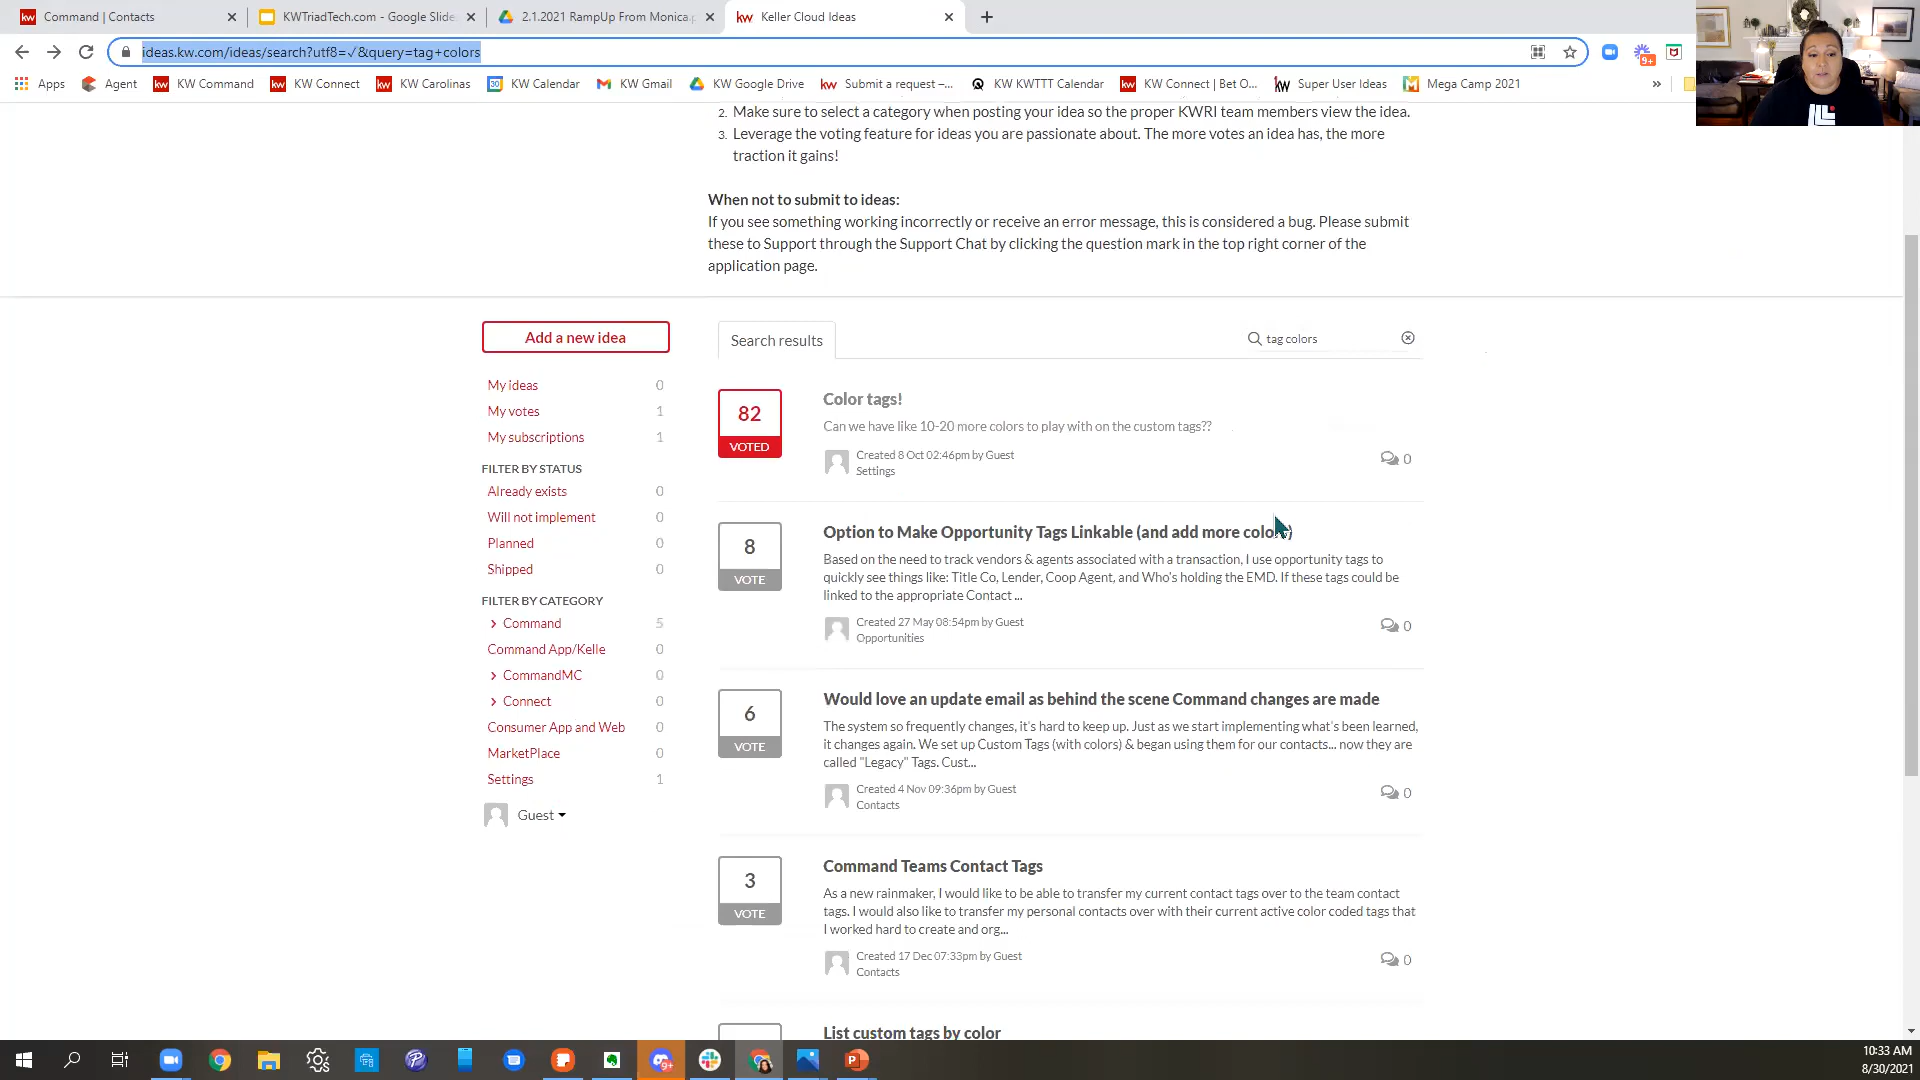 Command | Contacts
KWTriadTech.com - Google Slide
2.1.2021 RampUp From Monica.p
Keller Cloud Ideas
ideas.kw.com/ideas/search?utf8=✓&query=tag+colors
Apps
Agent
KW Command
KW Connect
KW Carolinas
KW Calendar
KW Gmail
KW Google Drive
Submit a request –...
KW KWTTT Calendar
KW Connect | Bet O...
Super User Ideas
Mega Camp 2021
2. Make sure to select a category when posting your idea so the proper KWRI team members view the idea.
3. Leverage the voting feature for ideas you are passionate about. The more votes an idea has, the more
traction it gains!
When not to submit to ideas:
If you see something working incorrectly or receive an error message, this is considered a bug. Please submit
these to Support through the Support Chat by clicking the question mark in the top right corner of the
application page.
Add a new idea
My ideas 0
My votes 1
My subscriptions 1
FILTER BY STATUS
Already exists 0
Will not implement 0
Planned 0
Shipped 0
FILTER BY CATEGORY
Command 5
Command App/Kelle 0
CommandMC 0
Connect 0
Consumer App and Web 0
MarketPlace 0
Settings 1
Guest
Search results
tag colors
82
VOTED
Color tags!
Can we have like 10-20 more colors to play with on the custom tags??
Created 8 Oct 02:46pm by Guest
Settings
0
8
VOTE
Option to Make Opportunity Tags Linkable (and add more colors)
Based on the need to track vendors & agents associated with a transaction, I use opportunity tags to
quickly see things like: Title Co, Lender, Coop Agent, and Who's holding the EMD. If these tags could be
linked to the appropriate Contact ...
Created 27 May 08:54pm by Guest
Opportunities
0
6
VOTE
Would love an update email as behind the scene Command changes are made
The system so frequently changes, it's hard to keep up. Just as we start implementing what's been learned,
it changes again. We set up Custom Tags (with colors) & began using them for our contacts... now they are
called "Legacy" Tags. Cust...
Created 4 Nov 09:36pm by Guest
Contacts
0
3
VOTE
Command Teams Contact Tags
As a new rainmaker, I would like to be able to transfer my current contact tags over to the team contact
tags. I would also like to transfer my personal contacts over with their current active color coded tags that
I worked hard to create and org...
Created 17 Dec 07:33pm by Guest
Contacts
0
List custom tags by color
10:33 AM
8/30/2021